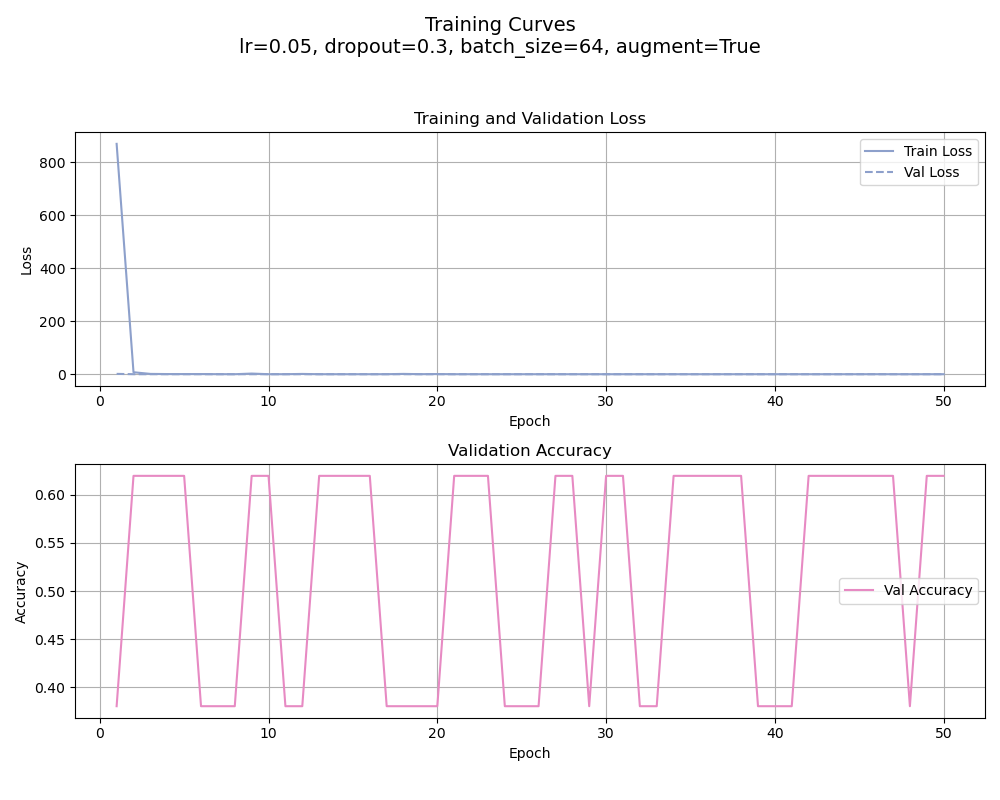 Training Curves
lr=0.05, dropout=0.3, batch_size=64, augment=True
Training and Validation Loss
Train Loss
Val Loss
800
600
400
200
0
Loss
0 10 20 30 40 50
Epoch
Validation Accuracy
Val Accuracy
0.60
0.55
0.50
0.45
0.40
Accuracy
0 10 20 30 40 50
Epoch